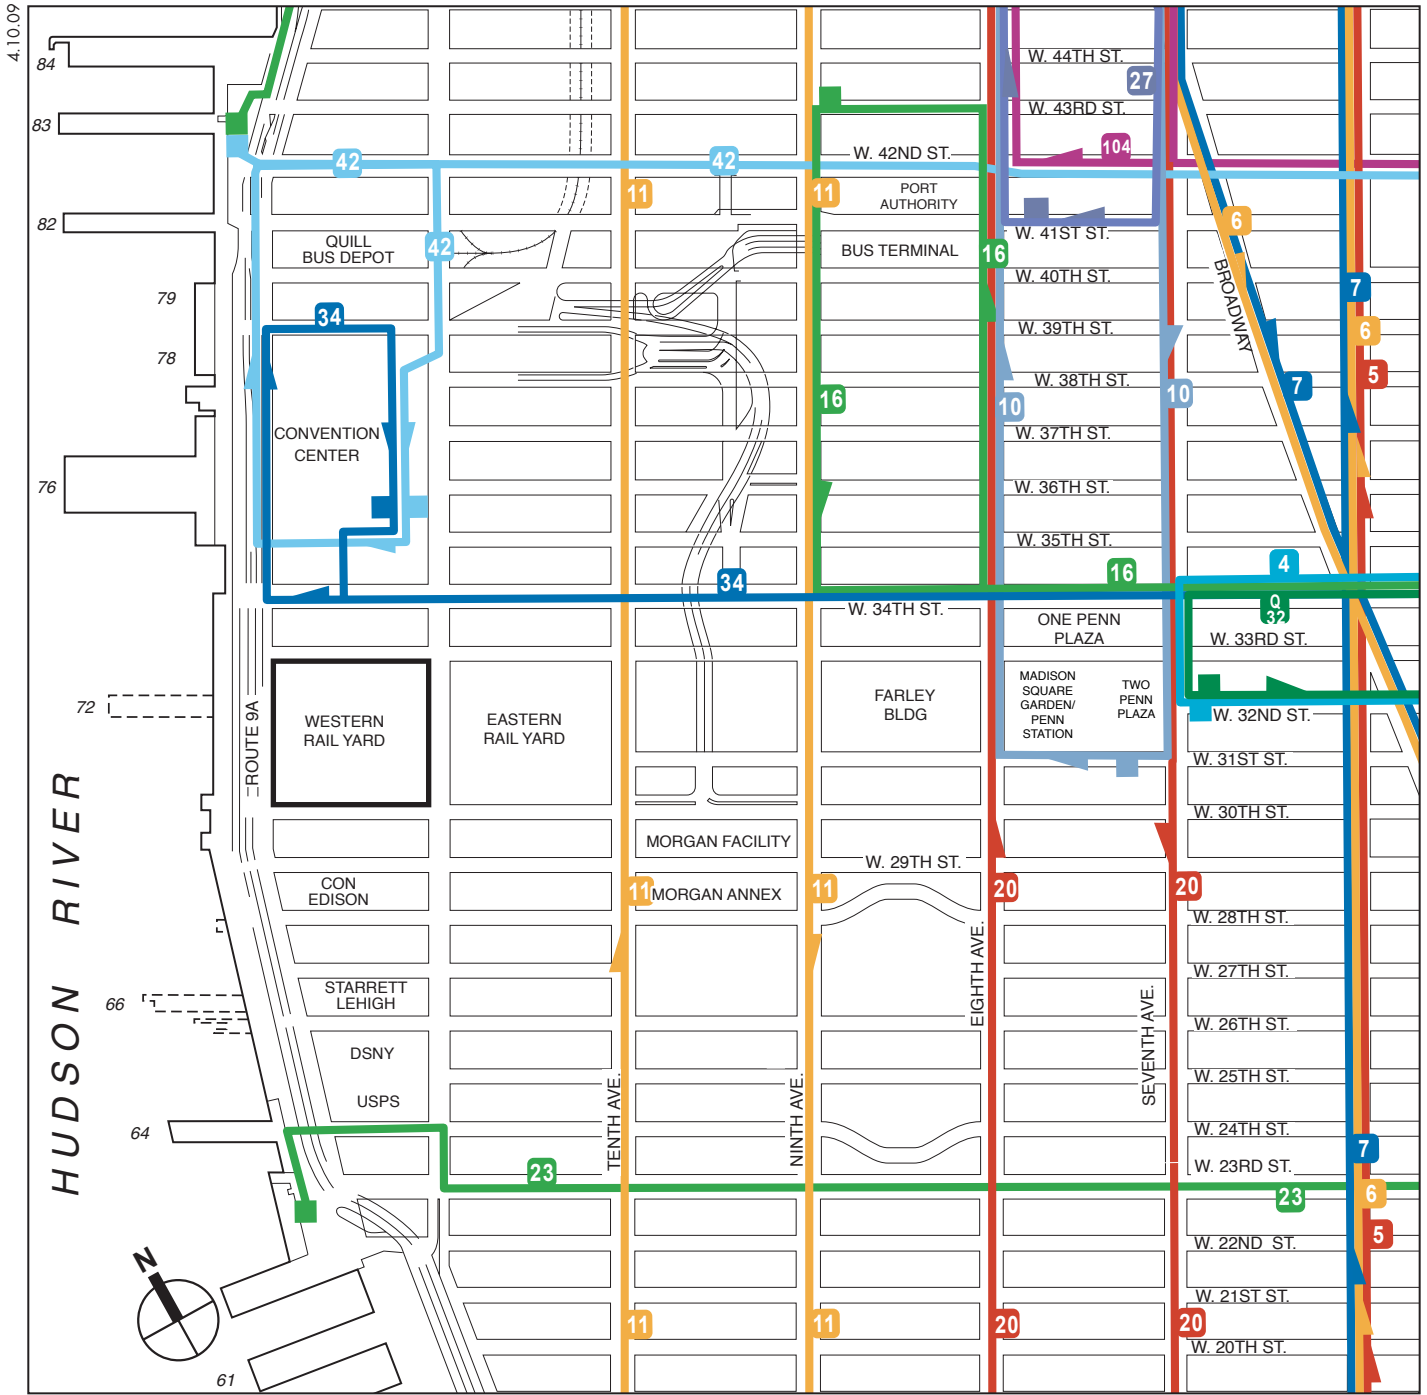 4.10.09
84
83
82
79
78
76
72
66
64
61
HUDSON RIVER
N
ROUTE 9A
W. 44TH ST.
27
W. 43RD ST.
104
42
42
W. 42ND ST.
11
11
PORT
AUTHORITY
6
QUILL
BUS DEPOT
42
BUS TERMINAL
16
W. 41ST ST.
W. 40TH ST.
BROADWAY
7
34
W. 39TH ST.
6
W. 38TH ST.
7
5
16
10
10
CONVENTION
CENTER
W. 37TH ST.
W. 36TH ST.
W. 35TH ST.
34
16
4
W. 34TH ST.
Q
32
ONE PENN
PLAZA
W. 33RD ST.
WESTERN
RAIL YARD
EASTERN
RAIL YARD
FARLEY
BLDG
MADISON
SQUARE
GARDEN/
PENN
STATION
TWO
PENN
PLAZA
W. 32ND ST.
W. 31ST ST.
W. 30TH ST.
MORGAN FACILITY
W. 29TH ST.
CON
EDISON
11
MORGAN ANNEX
11
20
20
W. 28TH ST.
EIGHTH AVE.
W. 27TH ST.
STARRETT
LEHIGH
SEVENTH AVE.
W. 26TH ST.
DSNY
W. 25TH ST.
USPS
TENTH AVE.
NINTH AVE.
W. 24TH ST.
7
23
W. 23RD ST.
23
6
5
W. 22ND ST.
W. 21ST ST.
11
11
20
20
W. 20TH ST.